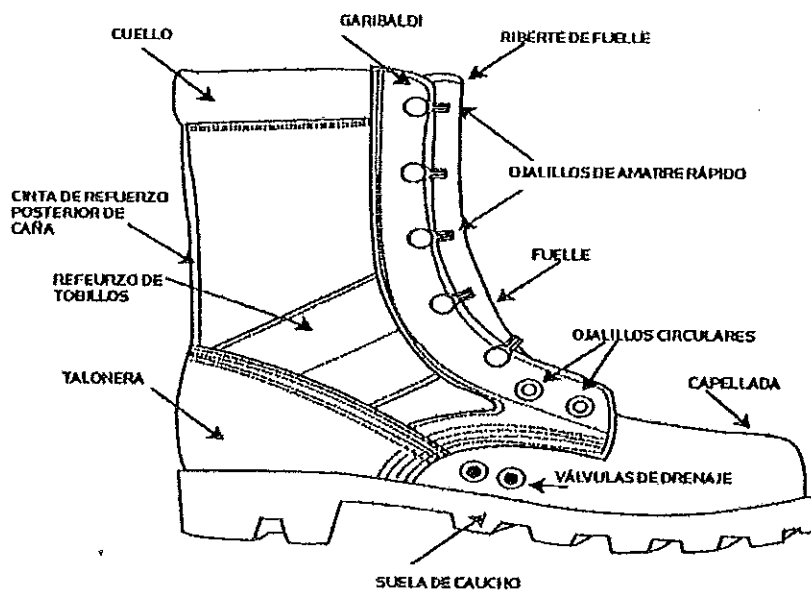 GARIBALDI
CUELLO
RIBERTE DE FUELLE
OJALILLOS DE AMARRE RÁPIDO
CINTA DE REFUERZO
POSTERIOR DE
CAÑA
FUELLE
REFEURZO DE
TOBILLOS
OJALILLOS CIRCULARES
TALONERA
CAPELLADA
VÁLVULAS DE DRENAJE
SUELA DE CAUCHO